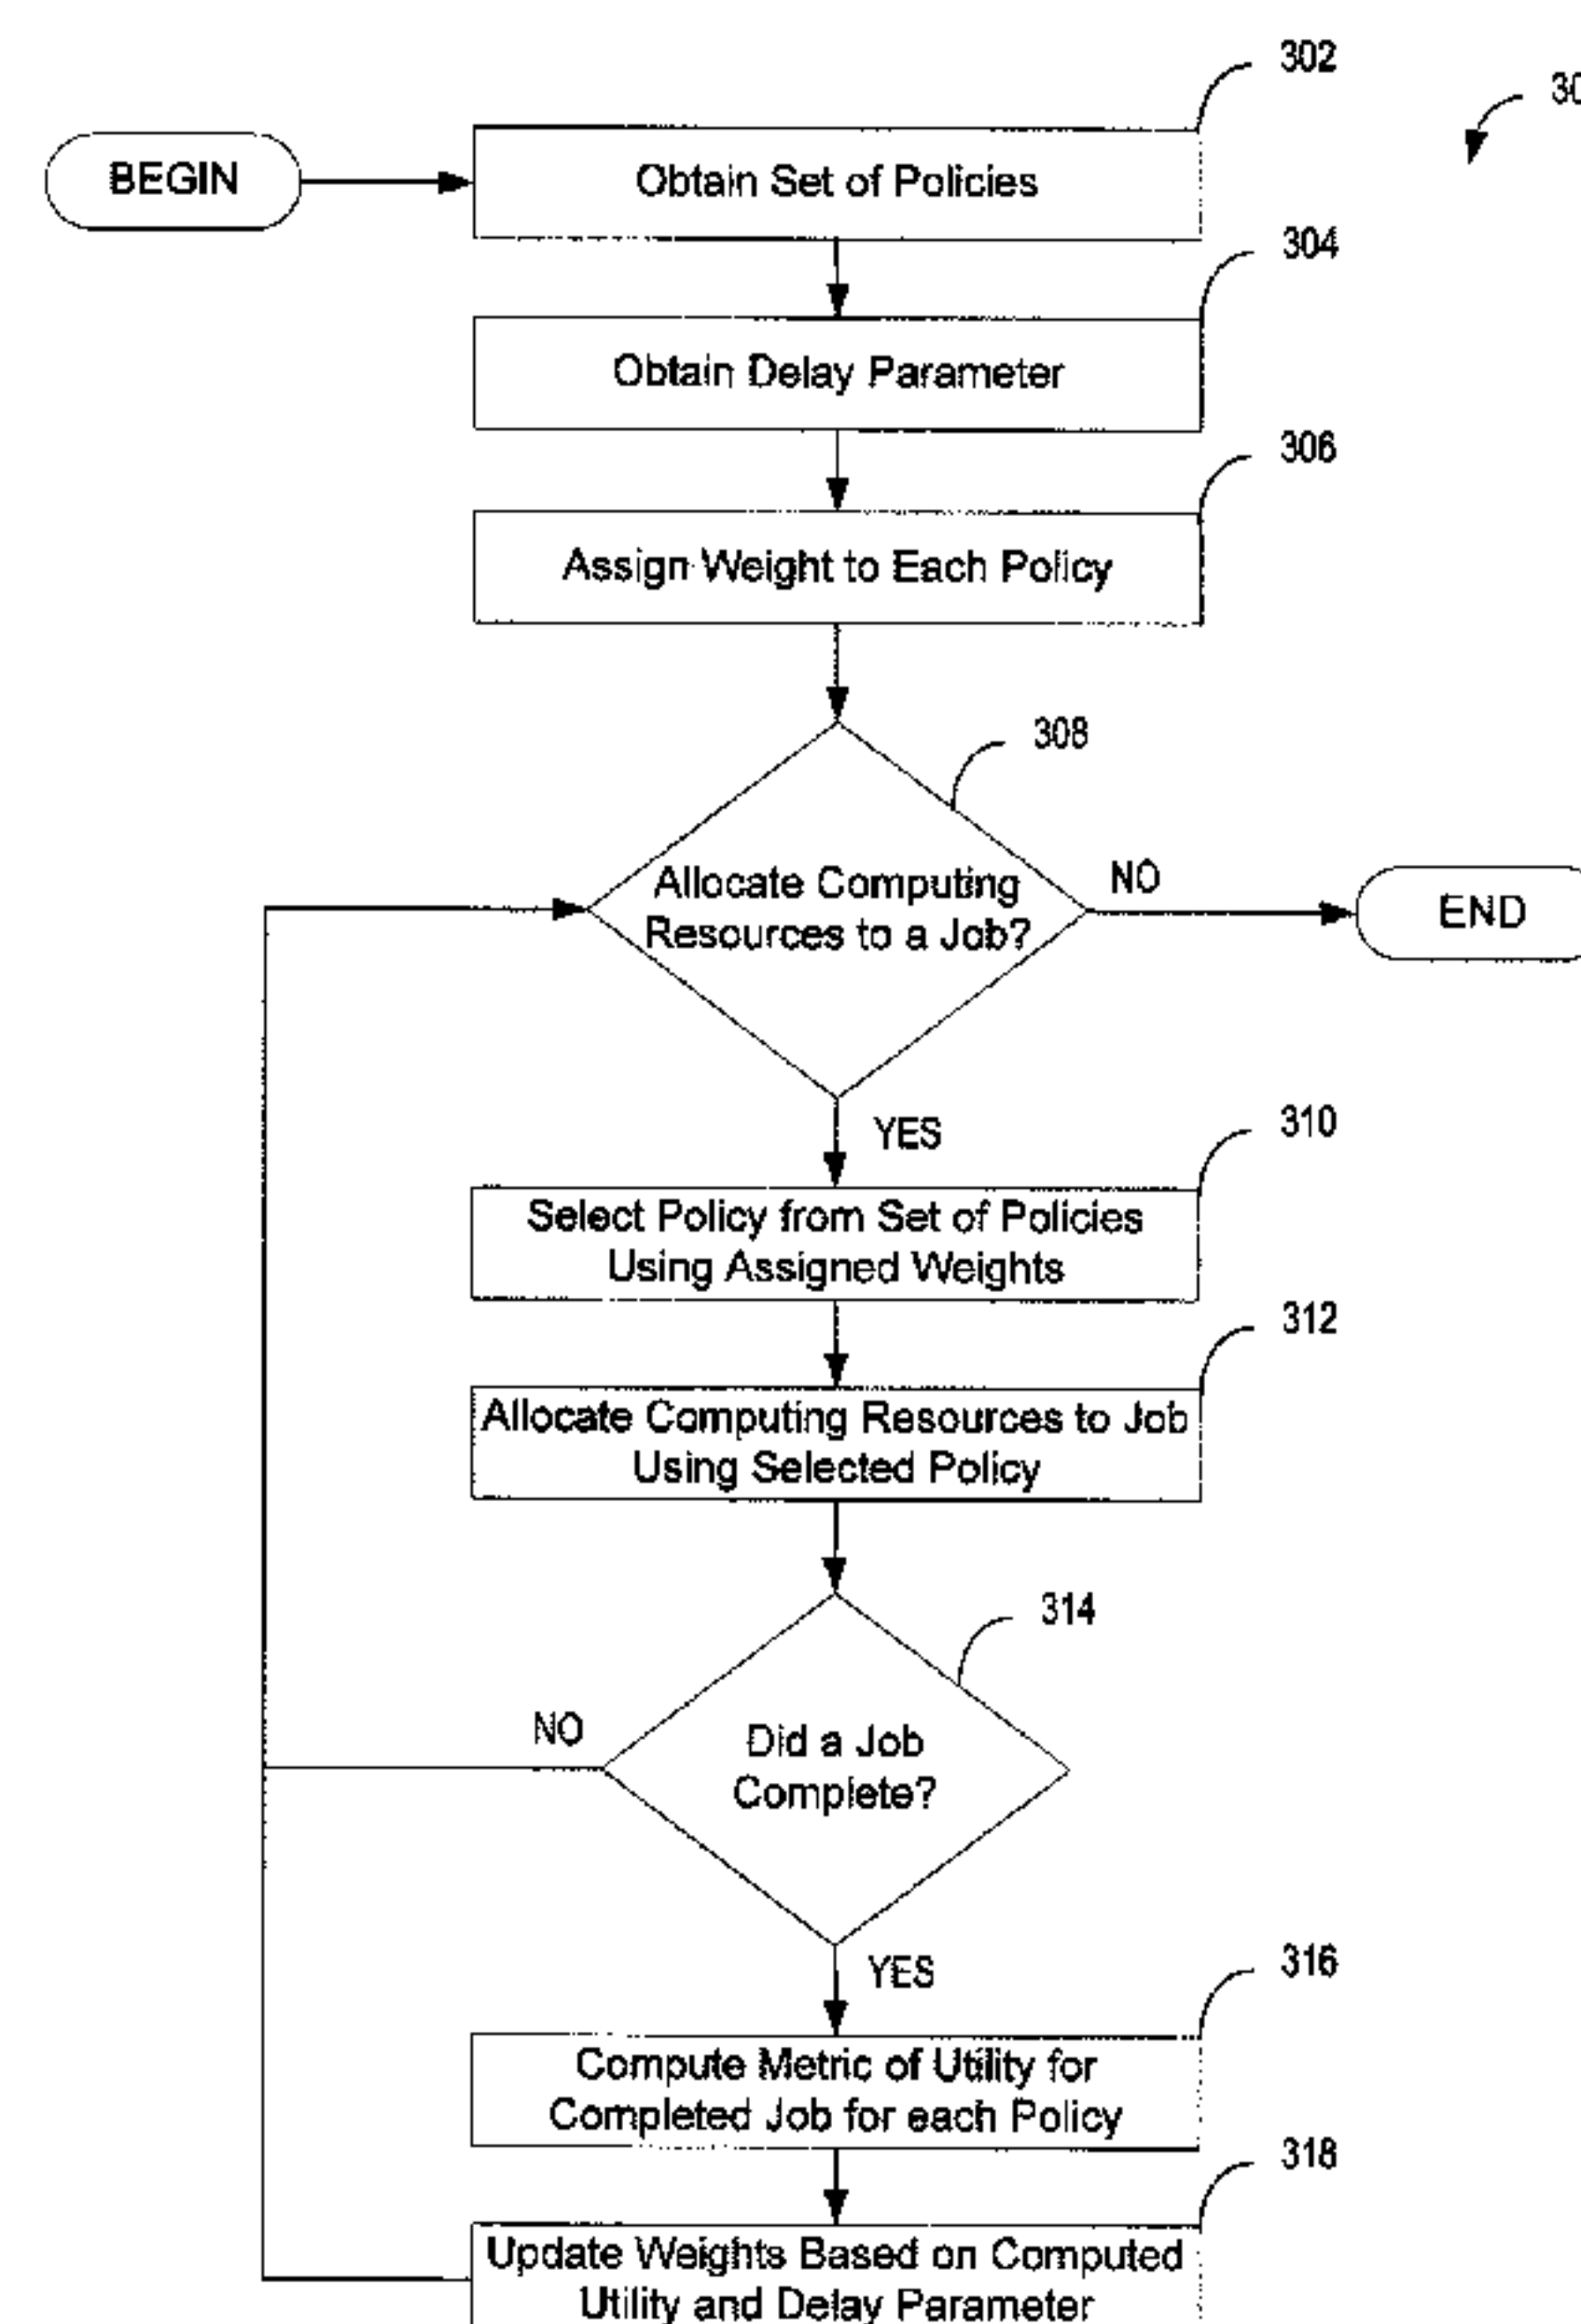 302
BEGIN
Obtain Set of Policies
304
Obtain Delay Parameter
306
Assign Weight to Each Policy
308
Allocate Computing
Resources to a Job?
NO
END
YES
310
Select Policy from Set of Policies
Using Assigned Weights
312
Allocate Computing Resources to Job
Using Selected Policy
314
NO
Did a Job
Complete?
YES
316
Compute Metric of Utility for
Completed Job for each Policy
318
Update Weights Based on Computed
Utility and Delay Parameter